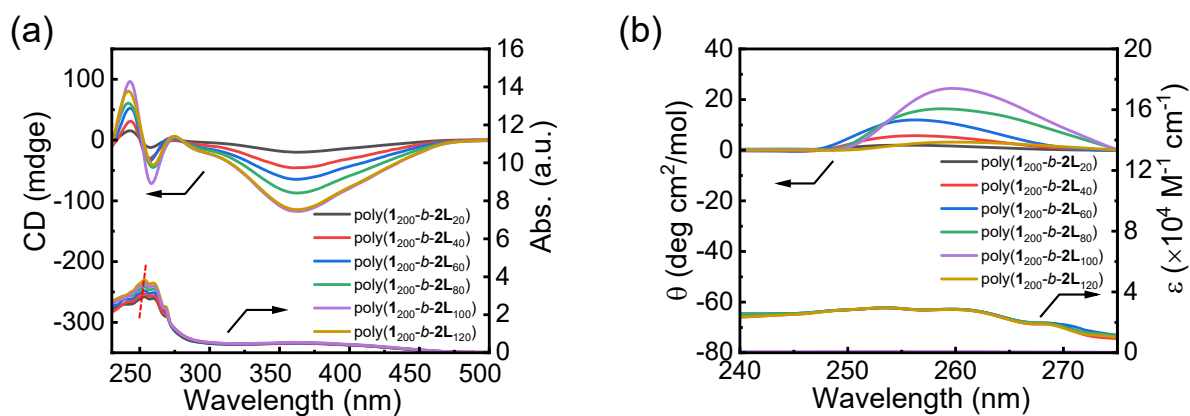 (a)
CD (mdge)
100
0
-100
-200
-300
250
300
350
400
450
500
Wavelength (nm)
16
14
12
10
8
6
4
2
0
Abs. (a.u.)
poly(1₂₀₀-b-2L₂₀)
poly(1₂₀₀-b-2L₄₀)
poly(1₂₀₀-b-2L₆₀)
poly(1₂₀₀-b-2L₈₀)
poly(1₂₀₀-b-2L₁₀₀)
poly(1₂₀₀-b-2L₁₂₀)
(b)
θ (deg cm²/mol)
40
20
0
-20
-40
-60
-80
240
250
260
270
Wavelength (nm)
20
16
12
8
4
0
ε (×10⁴ M⁻¹ cm⁻¹)
poly(1₂₀₀-b-2L₂₀)
poly(1₂₀₀-b-2L₄₀)
poly(1₂₀₀-b-2L₆₀)
poly(1₂₀₀-b-2L₈₀)
poly(1₂₀₀-b-2L₁₀₀)
poly(1₂₀₀-b-2L₁₂₀)